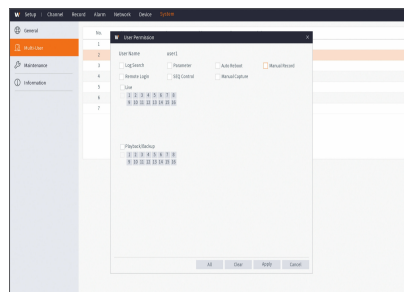 W Setup Channel Record Alarm Network Device System
General
Multi-User
Maintenance
Information
No.
1
2
3
4
5
6
7
W User Permission ×
User Name user1
Log Search Parameter Auto Reboot Manual Record
Remote Login SEQ Control Manual Capture
Live
1 2 3 4 5 6 7 8
9 10 11 12 13 14 15 16
Playback/Backup
1 2 3 4 5 6 7 8
9 10 11 12 13 14 15 16
All Clear Apply Cancel